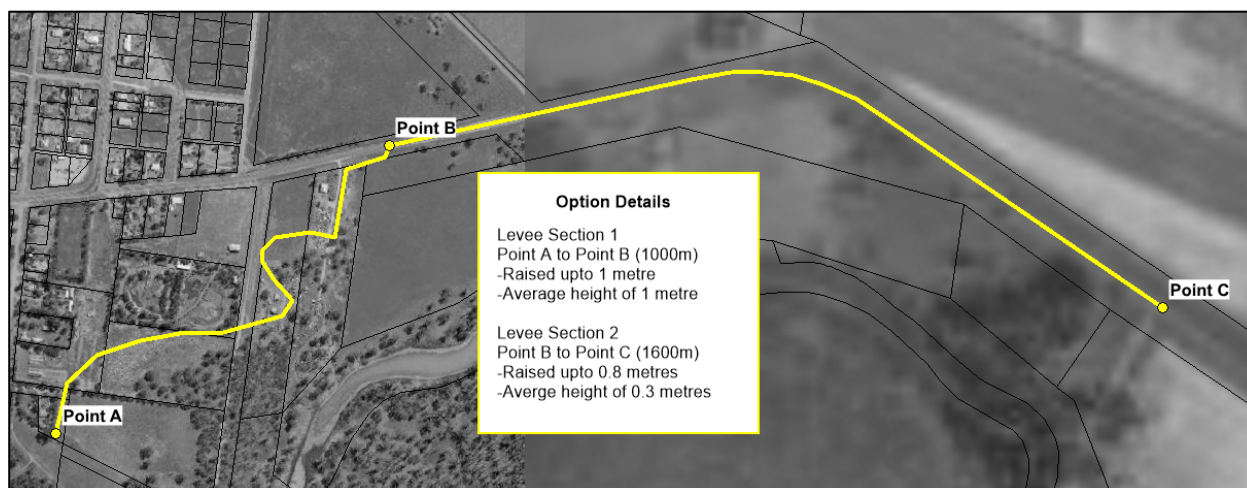 Point B
Option Details
Levee Section 1
Point A to Point B (1000m)
-Raised upto 1 metre
-Average height of 1 metre
Levee Section 2
Point B to Point C (1600m)
-Raised upto 0.8 metres
-Averge height of 0.3 metres
Point C
Point A